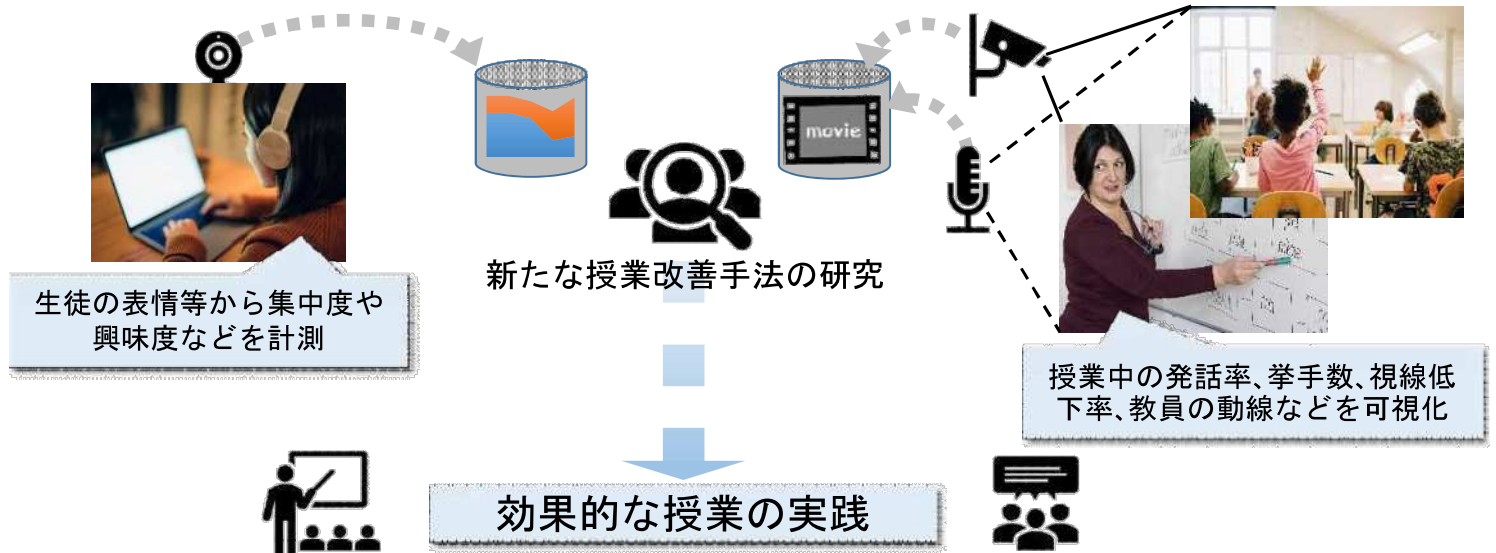 movie
新たな授業改善手法の研究
生徒の表情等から集中度や
興味度などを計測
授業中の発話率、挙手数、視線低
下率、教員の動線などを可視化
効果的な授業の実践